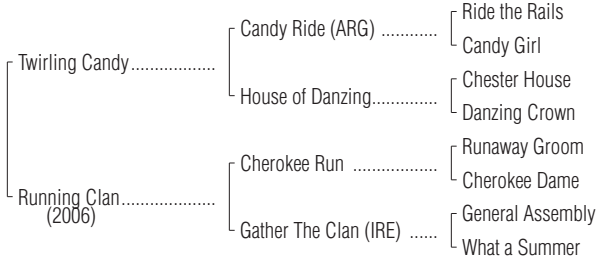 Ride the Rails
Candy Ride (ARG) ............
Candy Girl
Twirling Candy..................
Chester House
House of Danzing..............
Danzing Crown
Runaway Groom
Cherokee Run ..................
Cherokee Dame
Running Clan....................
(2006)
General Assembly
Gather The Clan (IRE) ......
What a Summer